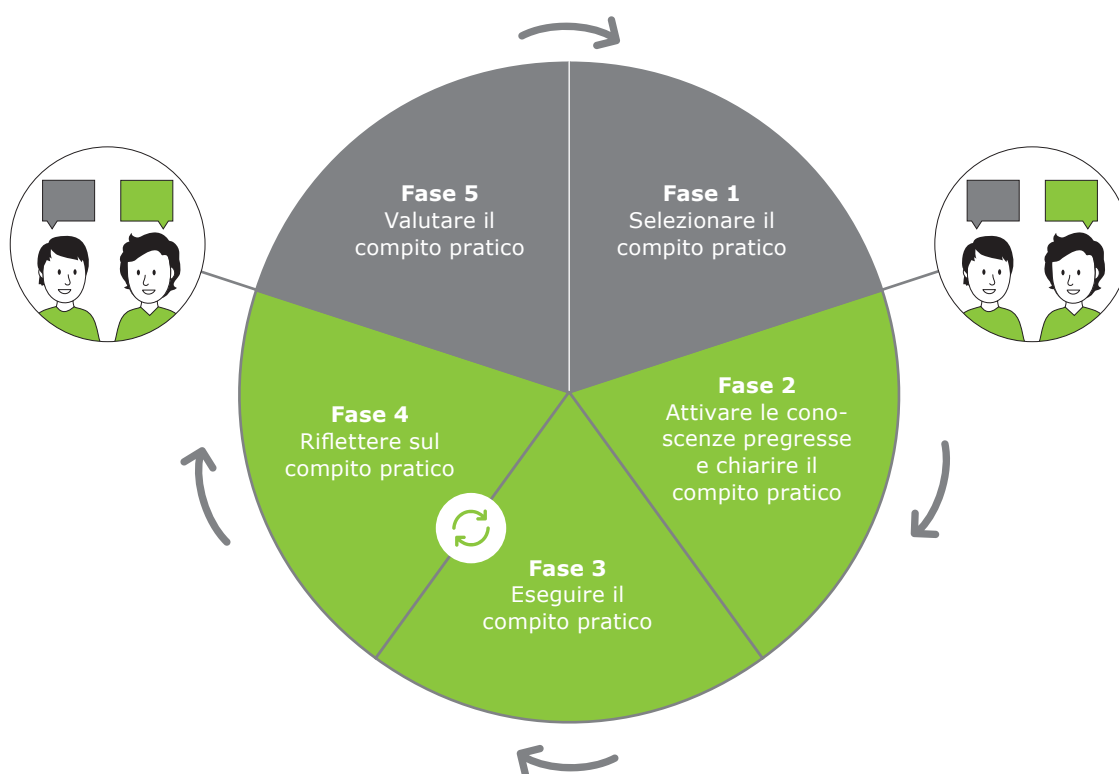 Fase 1
Selezionare il
compito pratico
Fase 2
Attivare le cono-
scenze pregresse
e chiarire il
compito pratico
Fase 3
Eseguire il
compito pratico
Fase 4
Riflettere sul
compito pratico
Fase 5
Valutare il
compito pratico